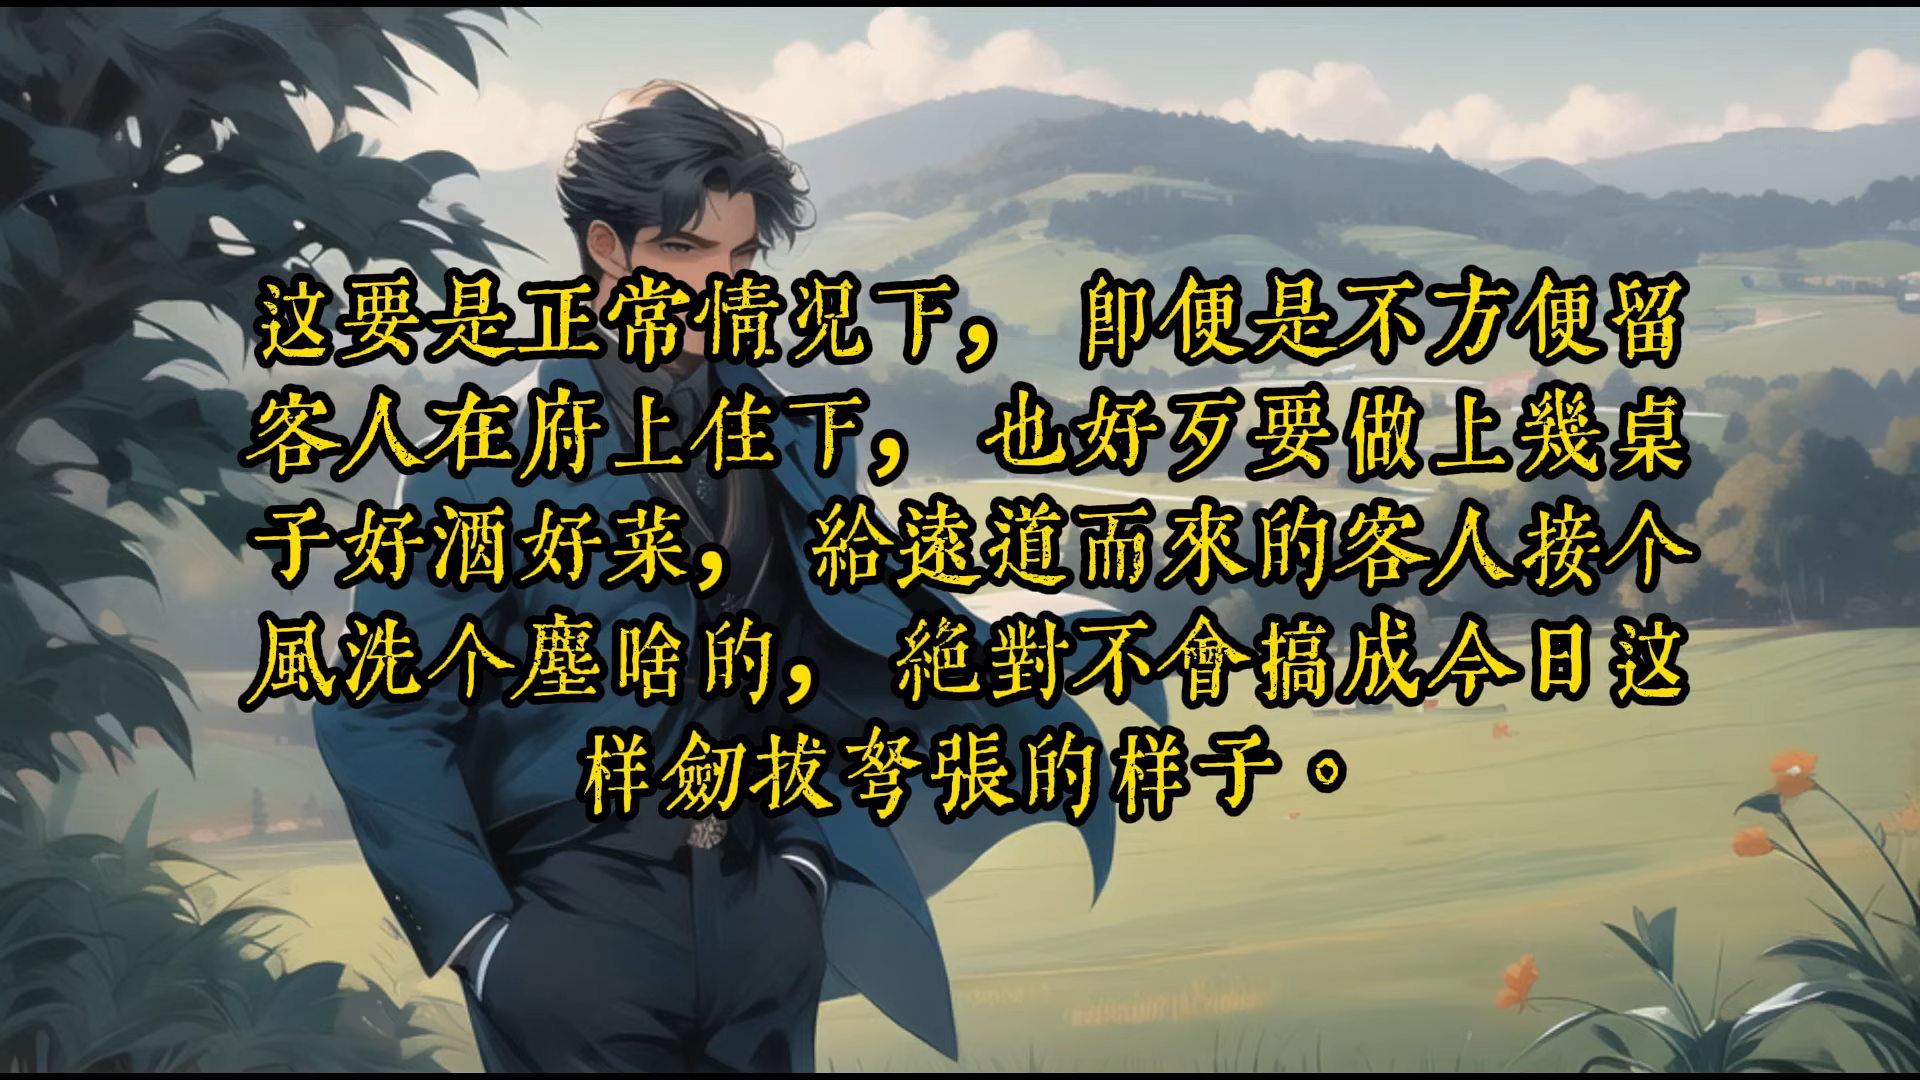 这要是正常情况下， 即便是不方便留
客人在府上住下， 也好歹要做上幾桌
子好酒好菜， 給遠道而來的客人接个
風洗个塵啥的， 絕對不會搞成今日这
样劒拔弩張的样子。